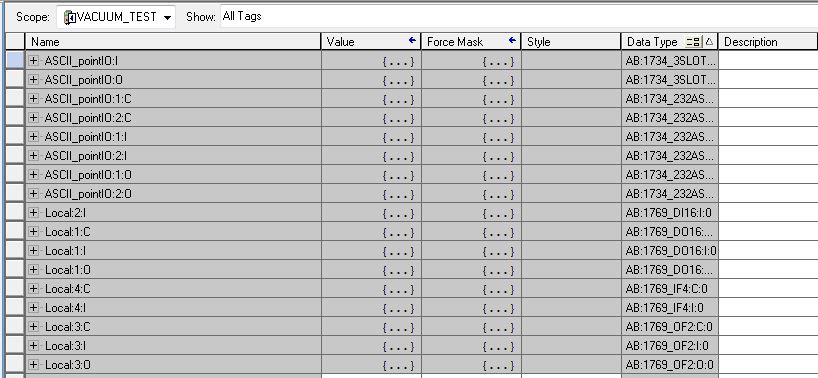 Scope: VACUUM_TEST Show: All Tags
Name Value Force Mask Style Data Type Description
ASCII_pointIO:I {...} {...} AB:1734_3SLOT...
ASCII_pointIO:O {...} {...} AB:1734_3SLOT...
ASCII_pointIO:1:C {...} {...} AB:1734_232AS...
ASCII_pointIO:2:C {...} {...} AB:1734_232AS...
ASCII_pointIO:1:I {...} {...} AB:1734_232AS...
ASCII_pointIO:2:I {...} {...} AB:1734_232AS...
ASCII_pointIO:1:O {...} {...} AB:1734_232AS...
ASCII_pointIO:2:O {...} {...} AB:1734_232AS...
Local:2:I {...} {...} AB:1769_DI16:I:0
Local:1:C {...} {...} AB:1769_DO16:...
Local:1:I {...} {...} AB:1769_DO16:I:0
Local:1:O {...} {...} AB:1769_DO16:...
Local:4:C {...} {...} AB:1769_IF4:C:0
Local:4:I {...} {...} AB:1769_IF4:I:0
Local:3:C {...} {...} AB:1769_OF2:C:0
Local:3:I {...} {...} AB:1769_OF2:I:0
Local:3:O {...} {...} AB:1769_OF2:O:0